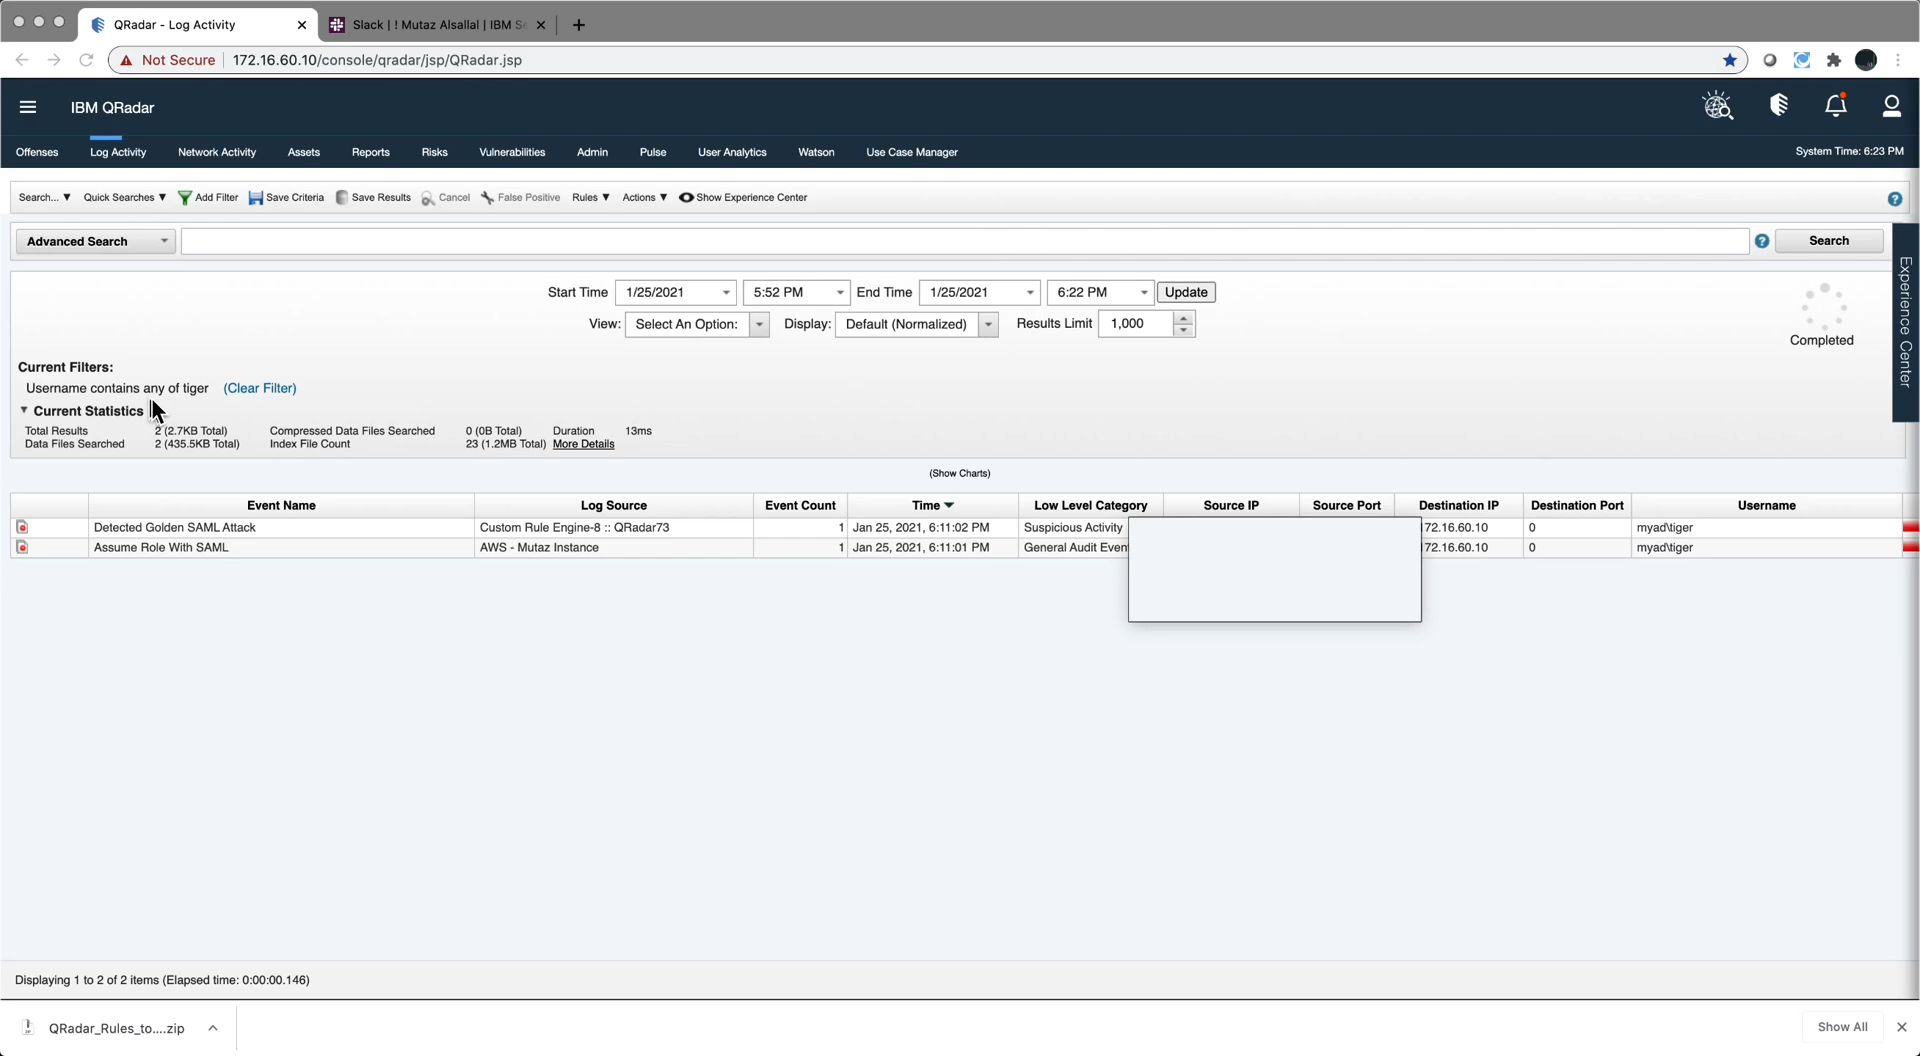 QRadar - Log Activity
Slack | ! Mutaz Alsallal | IBM Se
Not Secure 172.16.60.10/console/qradar/jsp/QRadar.jsp
IBM QRadar
Offenses Log Activity Network Activity Assets Reports Risks Vulnerabilities Admin Pulse User Analytics Watson Use Case Manager System Time: 6:23 PM
Search... Quick Searches Add Filter Save Criteria Save Results Cancel False Positive Rules Actions Show Experience Center
Advanced Search Search
Experience Center
Start Time 1/25/2021 5:52 PM End Time 1/25/2021 6:22 PM Update
View: Select An Option: Display: Default (Normalized) Results Limit 1,000
Completed
Current Filters:
Username contains any of tiger (Clear Filter)
Current Statistics
Total Results 2 (2.7KB Total) Compressed Data Files Searched 0 (0B Total) Duration 13ms
Data Files Searched 2 (435.5KB Total) Index File Count 23 (1.2MB Total) More Details
(Show Charts)
Event Name Log Source Event Count Time Low Level Category Source IP Source Port Destination IP Destination Port Username
Detected Golden SAML Attack Custom Rule Engine-8 :: QRadar73 1 Jan 25, 2021, 6:11:02 PM Suspicious Activity 172.16.60.10 0 myad\tiger
Assume Role With SAML AWS - Mutaz Instance 1 Jan 25, 2021, 6:11:01 PM General Audit Event 172.16.60.10 0 myad\tiger
Displaying 1 to 2 of 2 items (Elapsed time: 0:00:00.146)
QRadar_Rules_to....zip Show All